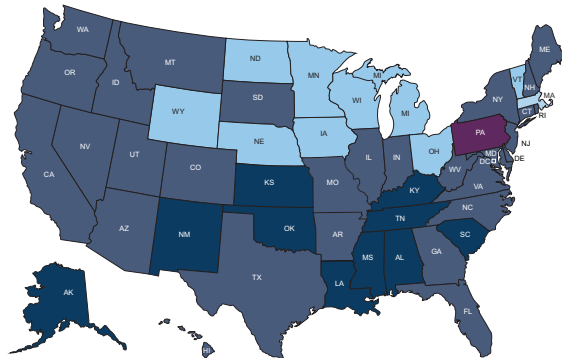 WA
ME
MT
ND
MN
OR
VT
NH
ID
MI
SD
WI
NY
MA
WY
MI
CT
RI
IA
PA
NE
NJ
OH
NV
IL
IN
MD
DE
UT
DC
CO
WV
CA
KS
MO
VA
KY
NC
TN
AZ
OK
NM
AR
SC
MS
AL
GA
TX
LA
AK
FL
HI